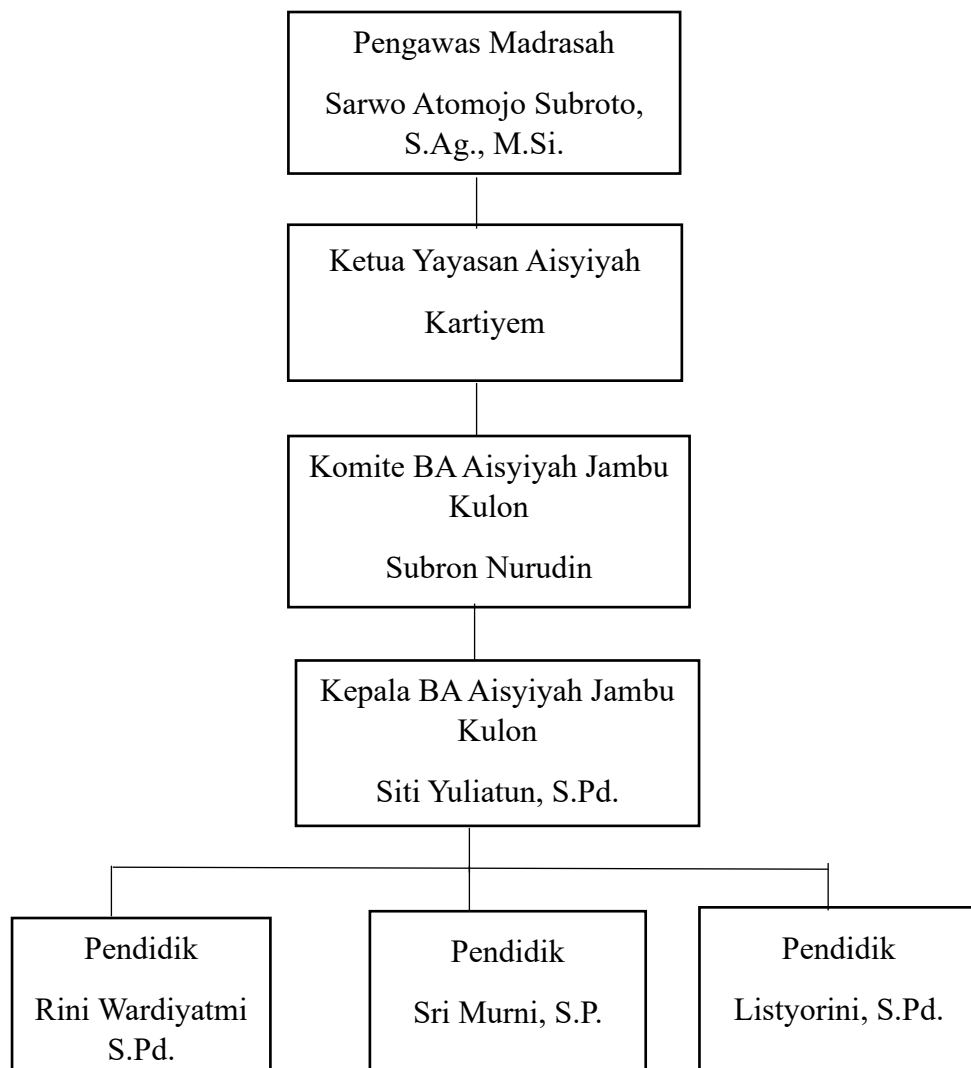 Pengawas Madrasah
Sarwo Atomojo Subroto,
S.Ag., M.Si.
Ketua Yayasan Aisyiyah
Kartiyem
Komite BA Aisyiyah Jambu
Kulon
Subron Nurudin
Kepala BA Aisyiyah Jambu
Kulon
Siti Yuliatun, S.Pd.
Pendidik
Rini Wardiyatmi
S.Pd.
Pendidik
Sri Murni, S.P.
Pendidik
Listyorini, S.Pd.